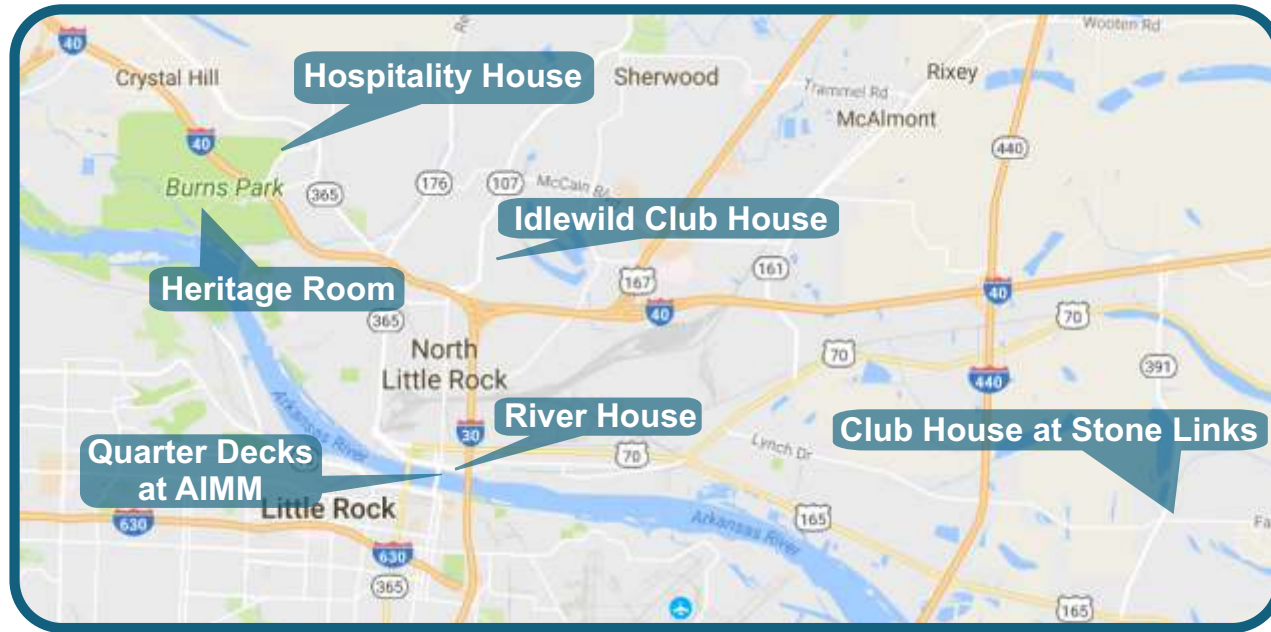 40
Crystal Hill
Hospitality House
Sherwood
Rixey
Wooten Rd
Trammel Rd
McAlmont
40
440
Burns Park
365
176
107
McCain Blvd
Idlewild Club House
Heritage Room
167
161
40
40
365
70
North
Little Rock
70
440
391
Arkansas River
River House
30
Club House at Stone Links
Quarter Decks
at AIMM
70
Lynch Dr
Little Rock
630
165
Arkansas River
630
365
165